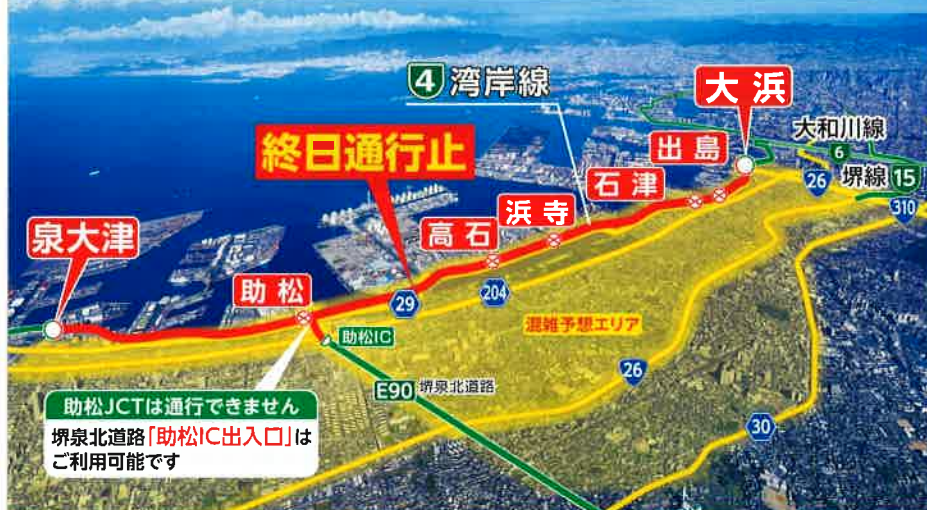 4 湾岸線
大浜
大和川線
6
終日通行止
出島
26
堺線 15
石津
310
浜寺
高石
泉大津
助松
29
204
混雑予想エリア
助松IC
26
E90 堺泉北道路
助松JCTは通行できません
堺泉北道路「助松IC出入口」は
ご利用可能です
30